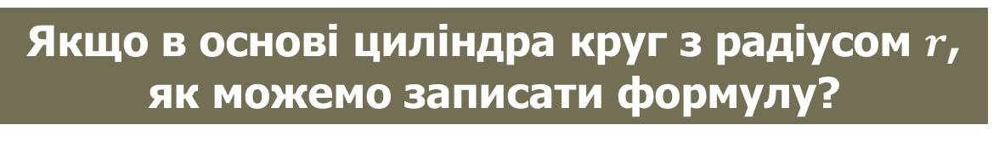 Якщо в основі циліндра круг з радіусом r,
як можемо записати формулу?